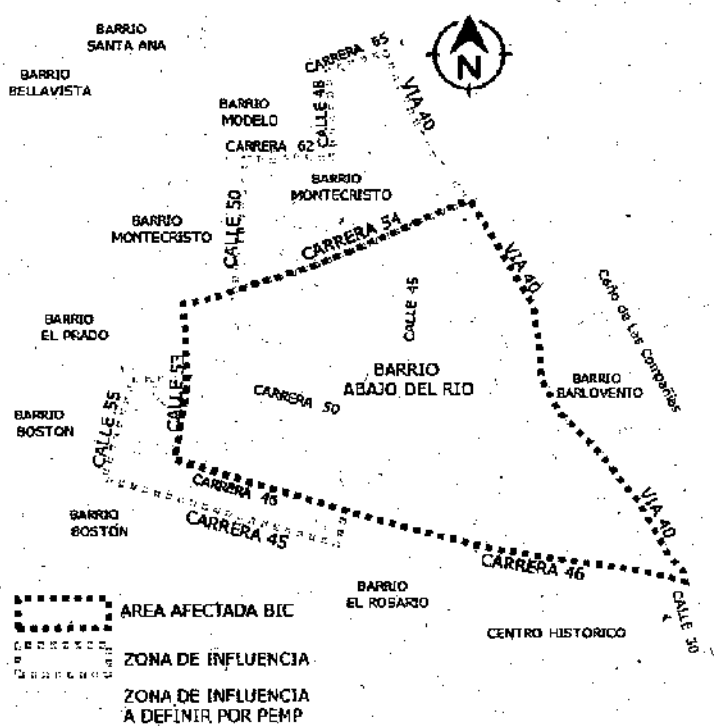 BARRIO
SANTA ANA
BARRIO
BELLAVISTA
CARRERA 65
N
VIA 40
CALLE 48
BARRIO
MODELO
CARRERA 62
BARRIO
MONTECRISTO
CALLE 50
BARRIO
MONTECRISTO
CARRERA 54
VIA 40
CALLE 45
Caño de Las Compañias
BARRIO
EL PRADO
CALLE 53
BARRIO
ABAJO DEL RIO
BARRIO
BARLOVENTO
CARRERA 50
CALLE 55
BARRIO
BOSTON
CARRERA 46
VIA 40
BARRIO
BOSTÓN
CARRERA 45
CARRERA 46
BARRIO
EL ROSARIO
CALLE 30
CENTRO HISTORICO
AREA AFECTADA BIC
ZONA DE INFLUENCIA
ZONA DE INFLUENCIA
A DEFINIR POR PEMP